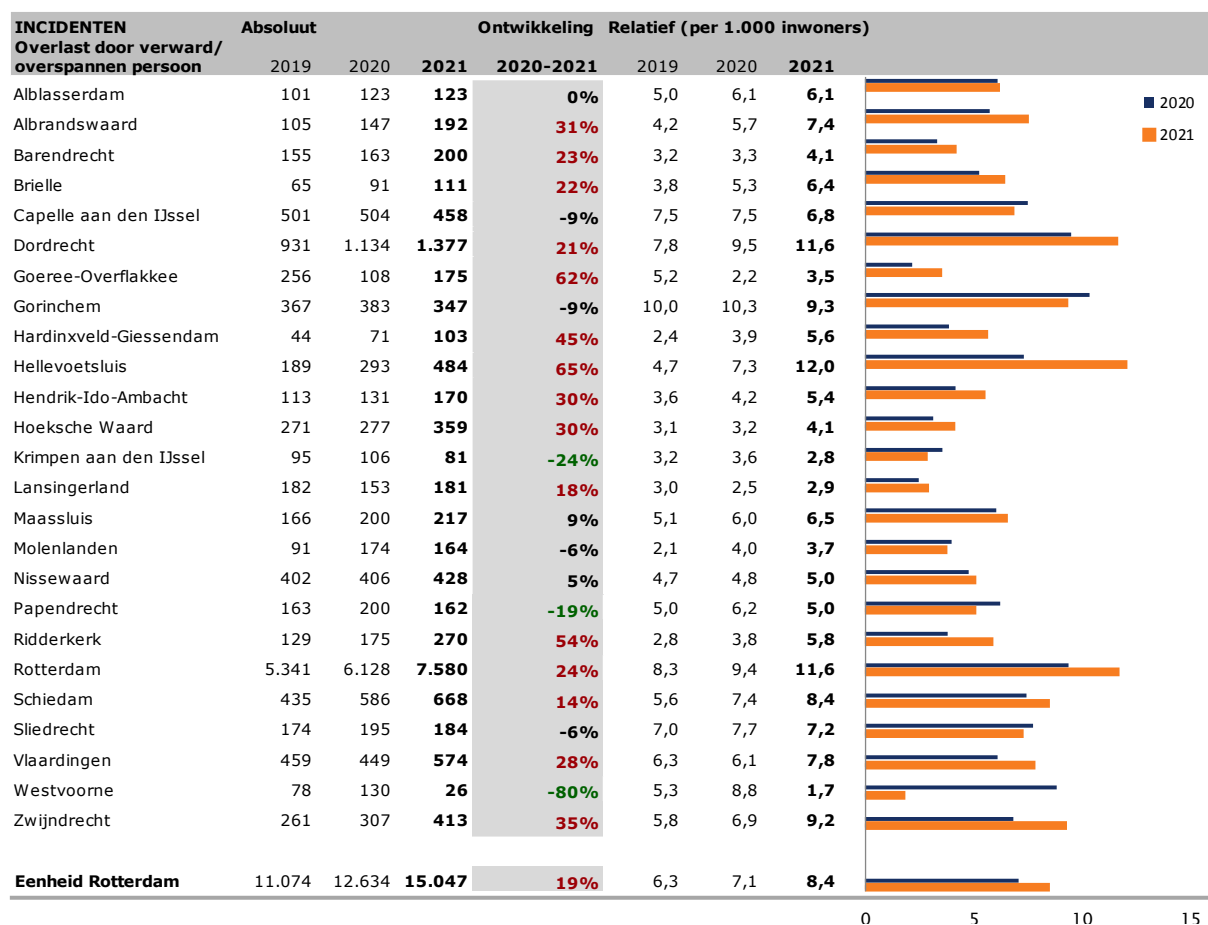 INCIDENTEN Absoluut Ontwikkeling Relatief (per 1.000 inwoners)
Overlast door verward/
overspannen persoon 2019 2020 2021 2020-2021 2019 2020 2021
Alblasserdam 101 123 123 0% 5,0 6,1 6,1
2020
Albrandswaard 105 147 192 31% 4,2 5,7 7,4
2021
Barendrecht 155 163 200 23% 3,2 3,3 4,1
Brielle 65 91 111 22% 3,8 5,3 6,4
Capelle aan den IJssel 501 504 458 -9% 7,5 7,5 6,8
Dordrecht 931 1.134 1.377 21% 7,8 9,5 11,6
Goeree-Overflakkee 256 108 175 62% 5,2 2,2 3,5
Gorinchem 367 383 347 -9% 10,0 10,3 9,3
Hardinxveld-Giessendam 44 71 103 45% 2,4 3,9 5,6
Hellevoetsluis 189 293 484 65% 4,7 7,3 12,0
Hendrik-Ido-Ambacht 113 131 170 30% 3,6 4,2 5,4
Hoeksche Waard 271 277 359 30% 3,1 3,2 4,1
Krimpen aan den IJssel 95 106 81 -24% 3,2 3,6 2,8
Lansingerland 182 153 181 18% 3,0 2,5 2,9
Maassluis 166 200 217 9% 5,1 6,0 6,5
Molenlanden 91 174 164 -6% 2,1 4,0 3,7
Nissewaard 402 406 428 5% 4,7 4,8 5,0
Papendrecht 163 200 162 -19% 5,0 6,2 5,0
Ridderkerk 129 175 270 54% 2,8 3,8 5,8
Rotterdam 5.341 6.128 7.580 24% 8,3 9,4 11,6
Schiedam 435 586 668 14% 5,6 7,4 8,4
Sliedrecht 174 195 184 -6% 7,0 7,7 7,2
Vlaardingen 459 449 574 28% 6,3 6,1 7,8
Westvoorne 78 130 26 -80% 5,3 8,8 1,7
Zwijndrecht 261 307 413 35% 5,8 6,9 9,2
Eenheid Rotterdam 11.074 12.634 15.047 19% 6,3 7,1 8,4
0 5 10 15